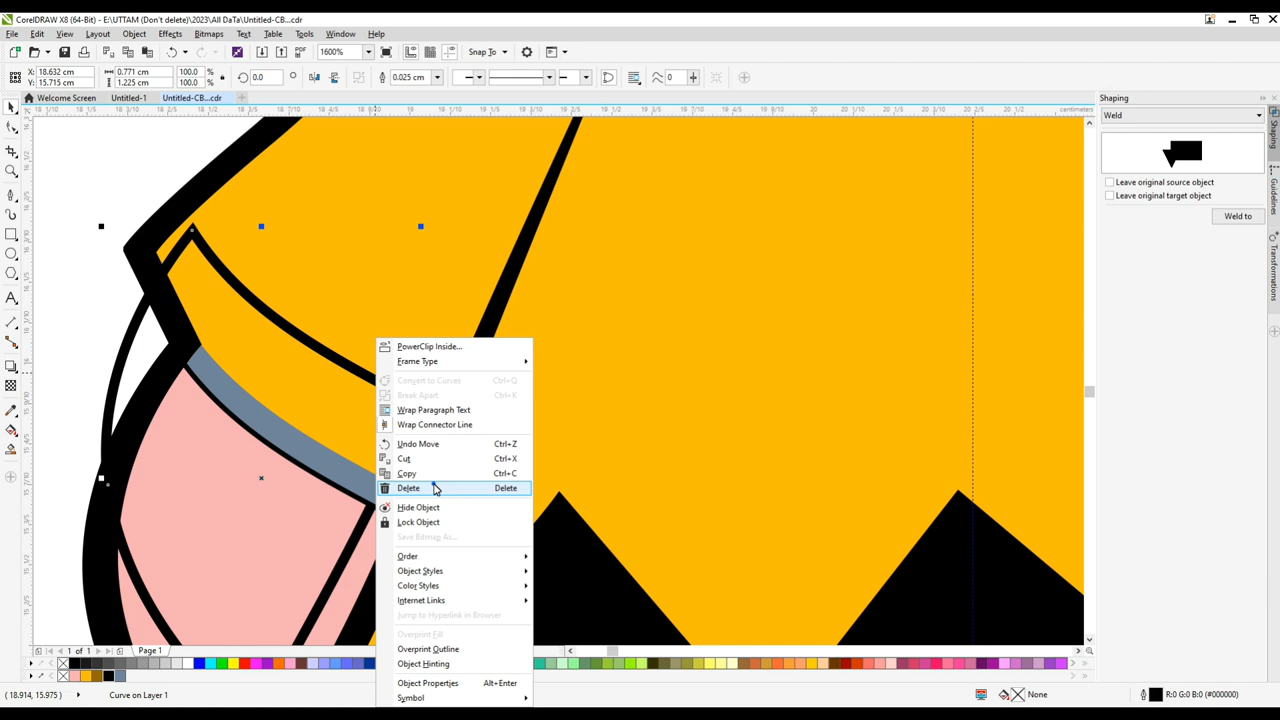 CorelDRAW X8 (64-Bit) - E:\UTTAM (Don't delete)\2023\All DaTa\Untitled-CB...cdr
File Edit View Layout Object Effects Bitmaps Text Table Tools Window Help
1600% PDF Snap To
X: 18.632 cm 0.771 cm 100.0 % 0.0 0.025 cm 0
Y: 15.715 cm 1.225 cm 100.0 %
Welcome Screen Untitled-1 Untitled-CB...cdr
centimeters
Shaping
Weld
Leave original source object
Leave original target object
Weld to
Shaping
Guidelines
Transformations
PowerClip Inside...
Frame Type
Convert to Curves Ctrl+Q
Break Apart Ctrl+K
Wrap Paragraph Text
Wrap Connector Line
Undo Move Ctrl+Z
Cut Ctrl+X
Copy Ctrl+C
Delete Delete
Hide Object
Lock Object
Save Bitmap As...
Order
Object Styles
Color Styles
Internet Links
Jump to Hyperlink in Browser
Overprint Fill
Overprint Outline
Object Hinting
Object Properties Alt+Enter
Symbol
1 of 1 Page 1
( 18.914, 15.975 ) Curve on Layer 1 None R:0 G:0 B:0 (#000000)